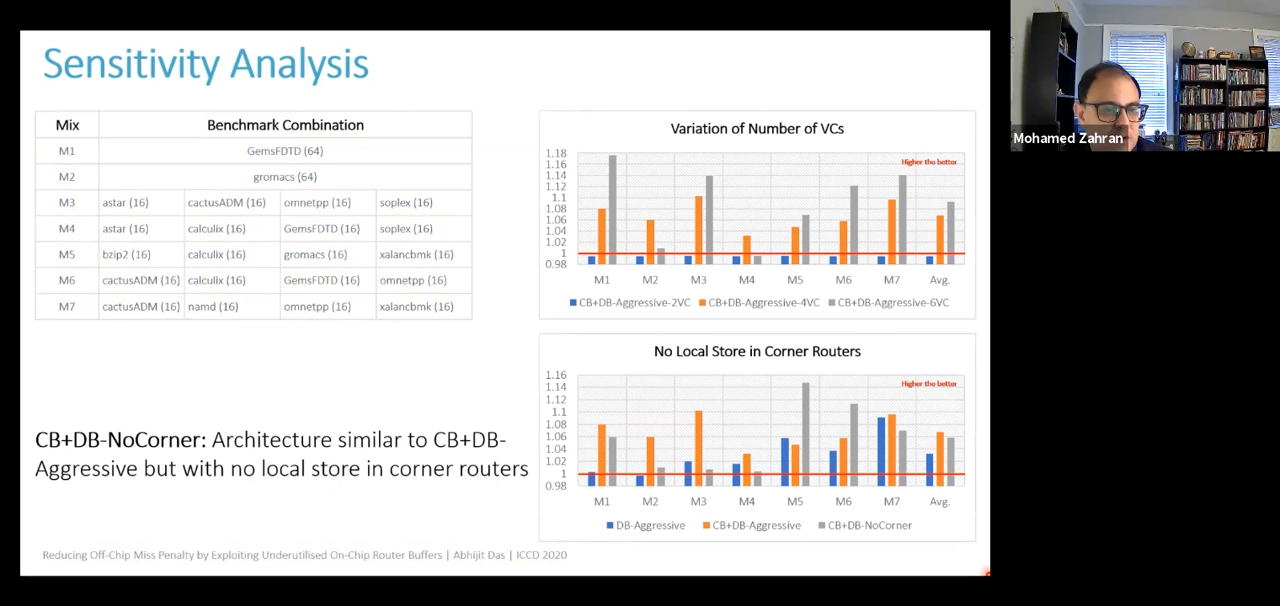 Sensitivity Analysis
Mix Benchmark Combination
M1 GemsFDTD (64)
M2 gromacs (64)
M3 astar (16) cactusADM (16) omnetpp (16) soplex (16)
M4 astar (16) calculix (16) GemsFDTD (16) soplex (16)
M5 bzip2 (16) calculix (16) gromacs (16) xalancbmk (16)
M6 cactusADM (16) calculix (16) GemsFDTD (16) omnetpp (16)
M7 cactusADM (16) namd (16) omnetpp (16) xalancbmk (16)
CB+DB-NoCorner: Architecture similar to CB+DB-
Aggressive but with no local store in corner routers
Variation of Number of VCs
Higher the better
1.18
1.16
1.14
1.12
1.1
1.08
1.06
1.04
1.02
1
0.98
M1 M2 M3 M4 M5 M6 M7 Avg.
CB+DB-Aggressive-2VC CB+DB-Aggressive-4VC CB+DB-Aggressive-6VC
No Local Store in Corner Routers
Higher the better
1.16
1.14
1.12
1.1
1.08
1.06
1.04
1.02
1
0.98
M1 M2 M3 M4 M5 M6 M7 Avg.
DB-Aggressive CB+DB-Aggressive CB+DB-NoCorner
Reducing Off-Chip Miss Penalty by Exploiting Underutilised On-Chip Router Buffers | Abhijit Das | ICCD 2020
Mohamed Zahran